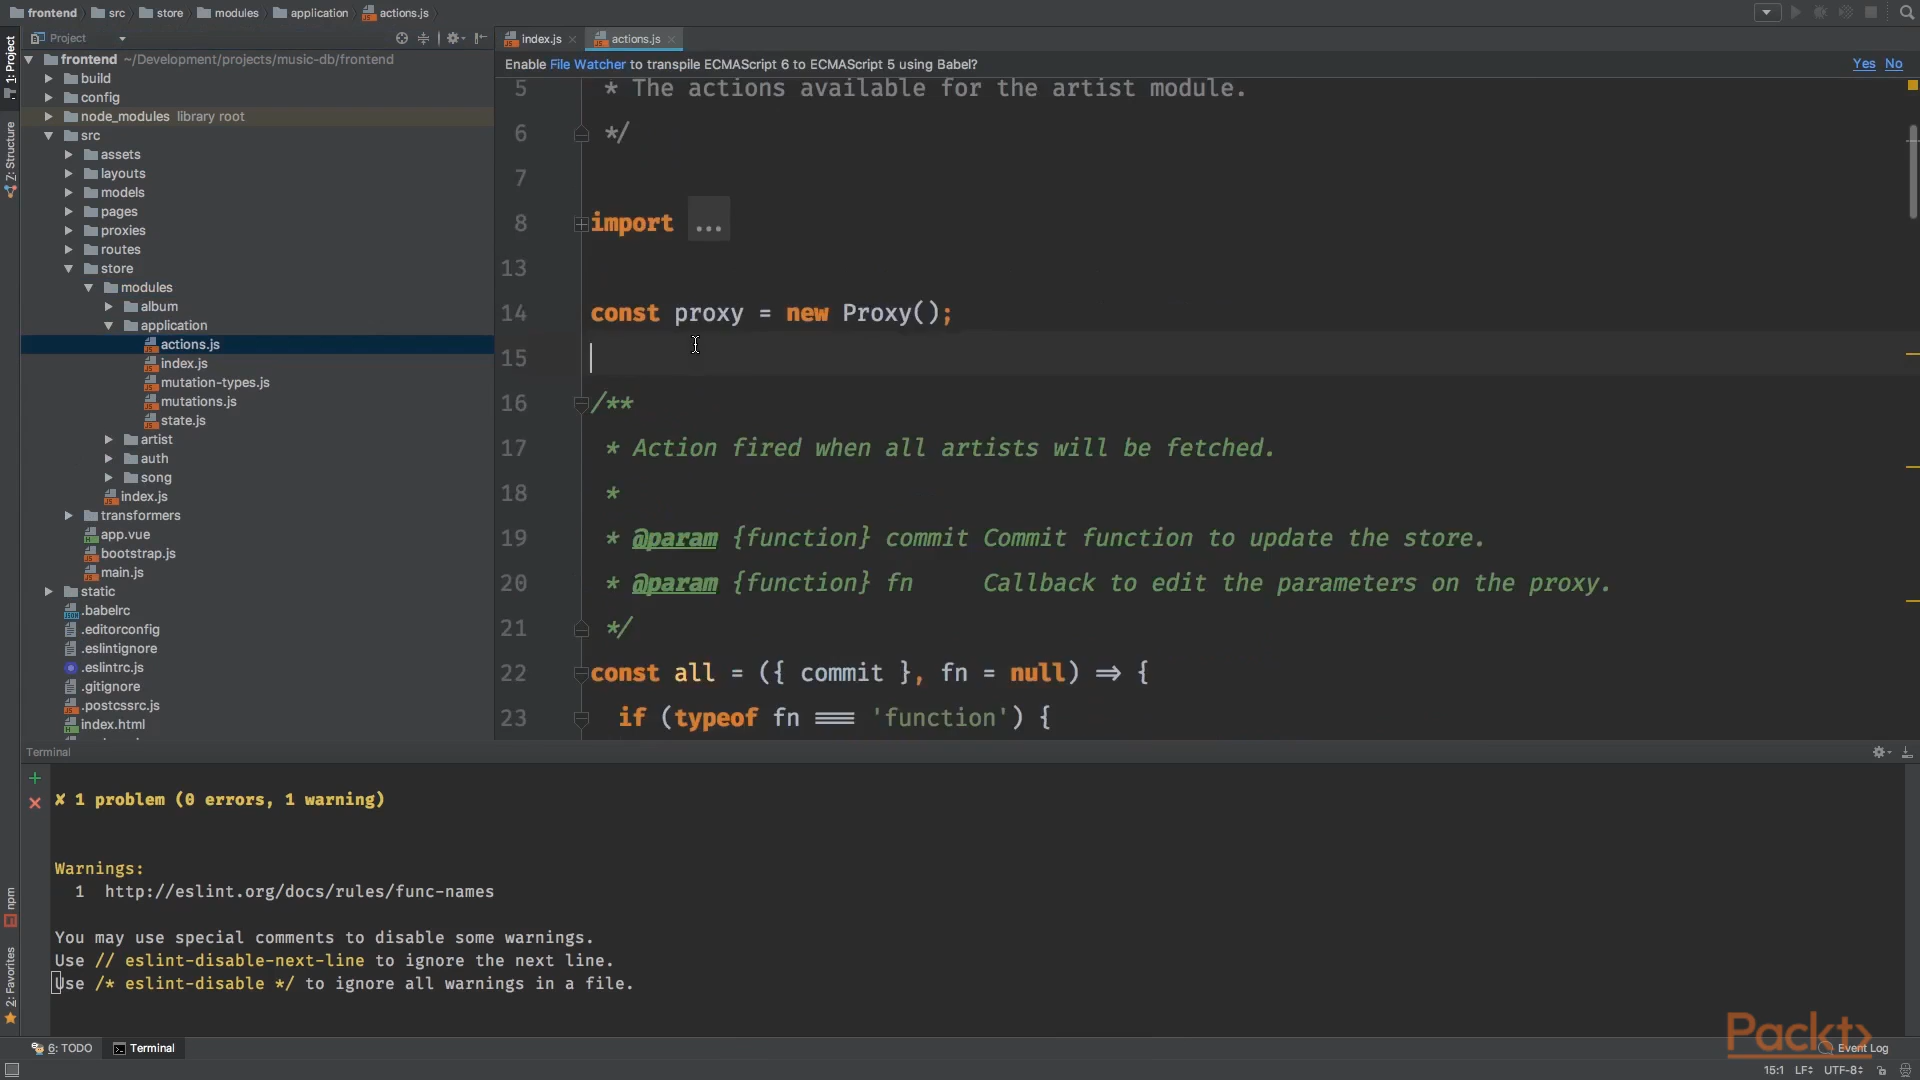 frontend src store modules application actions.js
1: Project
Z: Structure
npm
2: Favorites
Project
frontend ~/Development/projects/music-db/frontend
build
config
node_modules library root
src
assets
layouts
models
pages
proxies
routes
store
modules
album
application
actions.js
index.js
mutation-types.js
mutations.js
state.js
artist
auth
song
index.js
transformers
app.vue
bootstrap.js
main.js
static
.babelrc
.editorconfig
.eslintignore
.eslintrc.js
.gitignore
.postcssrc.js
index.html
index.js actions.js
Enable File Watcher to transpile ECMAScript 6 to ECMAScript 5 using Babel? Yes No
5 * The actions available for the artist module.
6 */
7
8 import ...
13
14 const proxy = new Proxy();
15
16 /**
17 * Action fired when all artists will be fetched.
18 *
19 * @param {function} commit Commit function to update the store.
20 * @param {function} fn Callback to edit the parameters on the proxy.
21 */
22 const all = ({ commit }, fn = null) => {
23 if (typeof fn === 'function') {
Terminal
✘ 1 problem (0 errors, 1 warning)
Warnings:
1 http://eslint.org/docs/rules/func-names
You may use special comments to disable some warnings.
Use // eslint-disable-next-line to ignore the next line.
Use /* eslint-disable */ to ignore all warnings in a file.
6: TODO Terminal
Packt>
Event Log
15:1 LF UTF-8